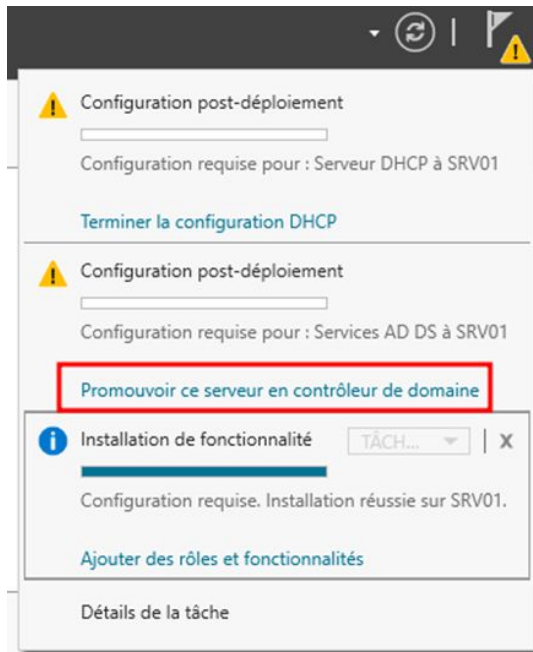 Configuration post-déploiement
Configuration requise pour : Serveur DHCP à SRV01
Terminer la configuration DHCP
Configuration post-déploiement
Configuration requise pour : Services AD DS à SRV01
Promouvoir ce serveur en contrôleur de domaine
Installation de fonctionnalité TÂCH... | X
Configuration requise. Installation réussie sur SRV01.
Ajouter des rôles et fonctionnalités
Détails de la tâche